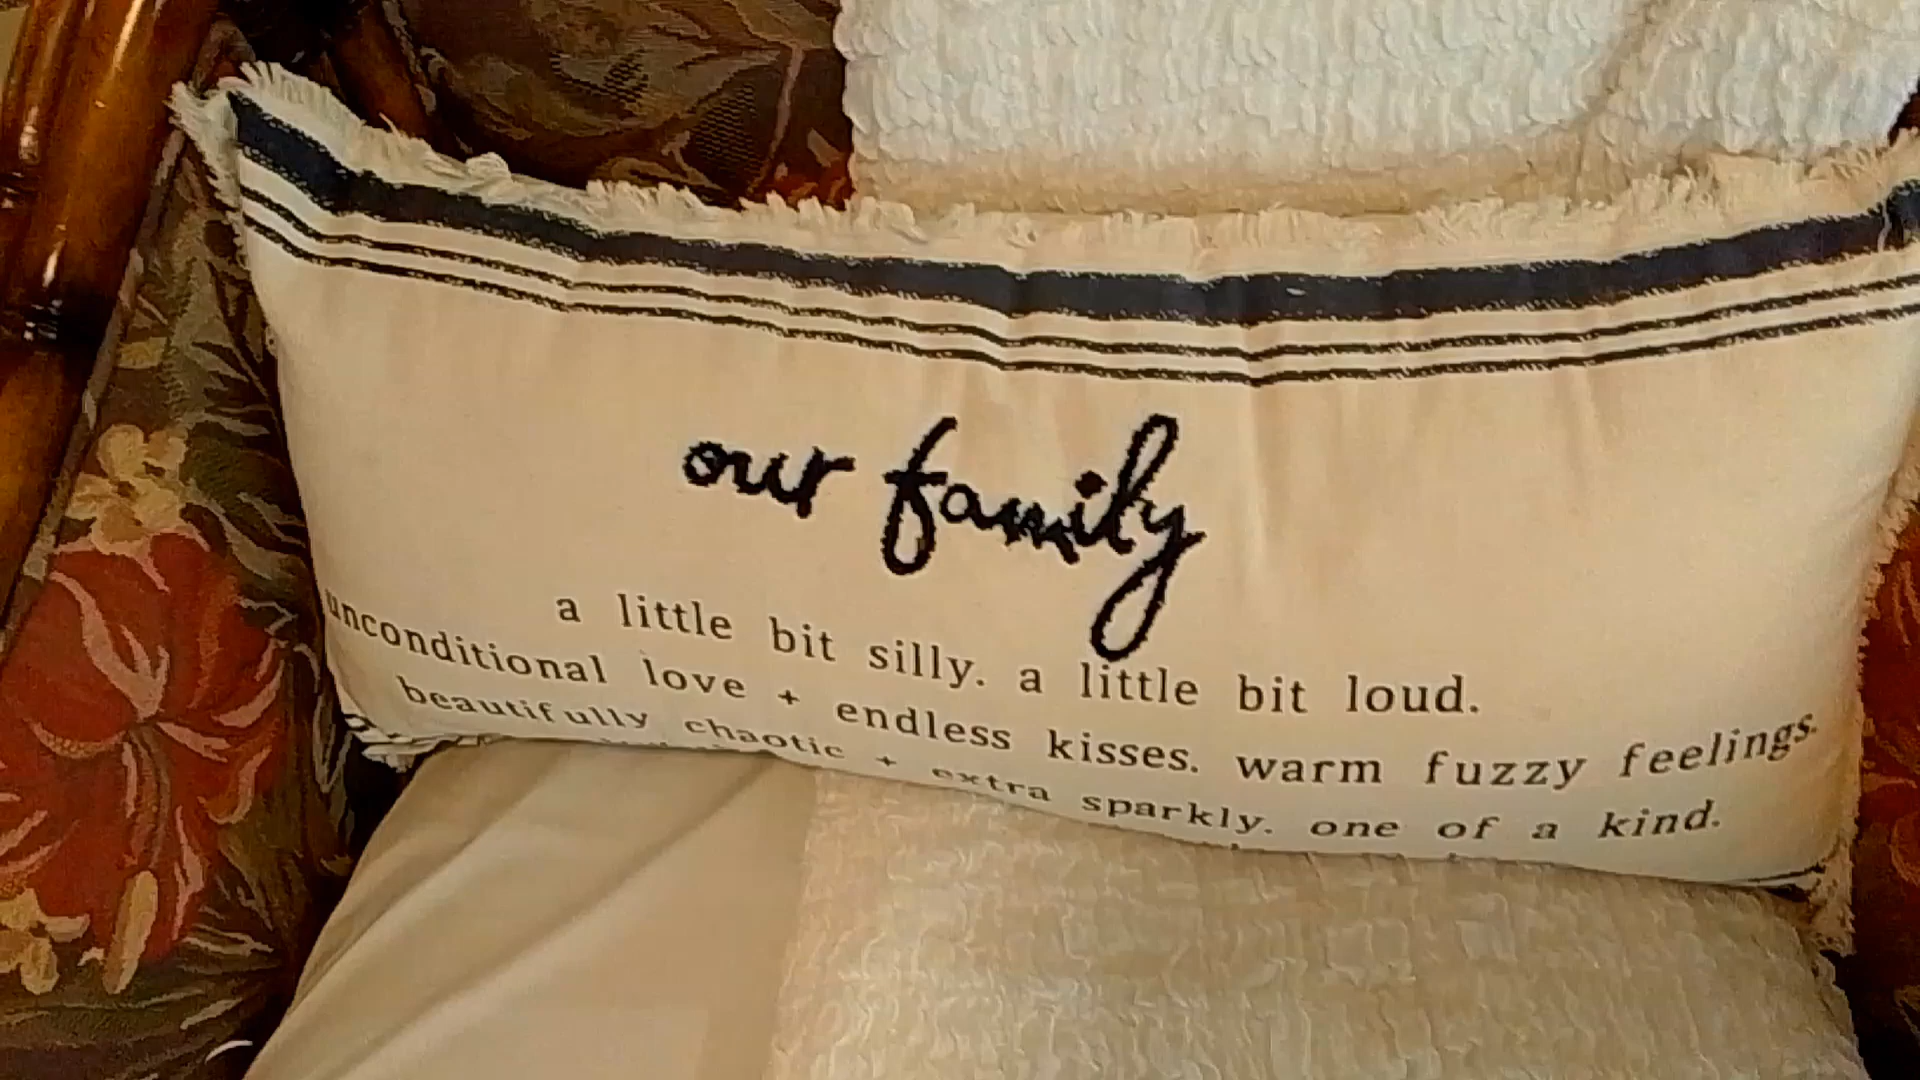 our family
a little bit silly. a little bit loud.
unconditional love + endless kisses. warm fuzzy feelings.
beautifully chaotic + extra sparkly. one of a kind.